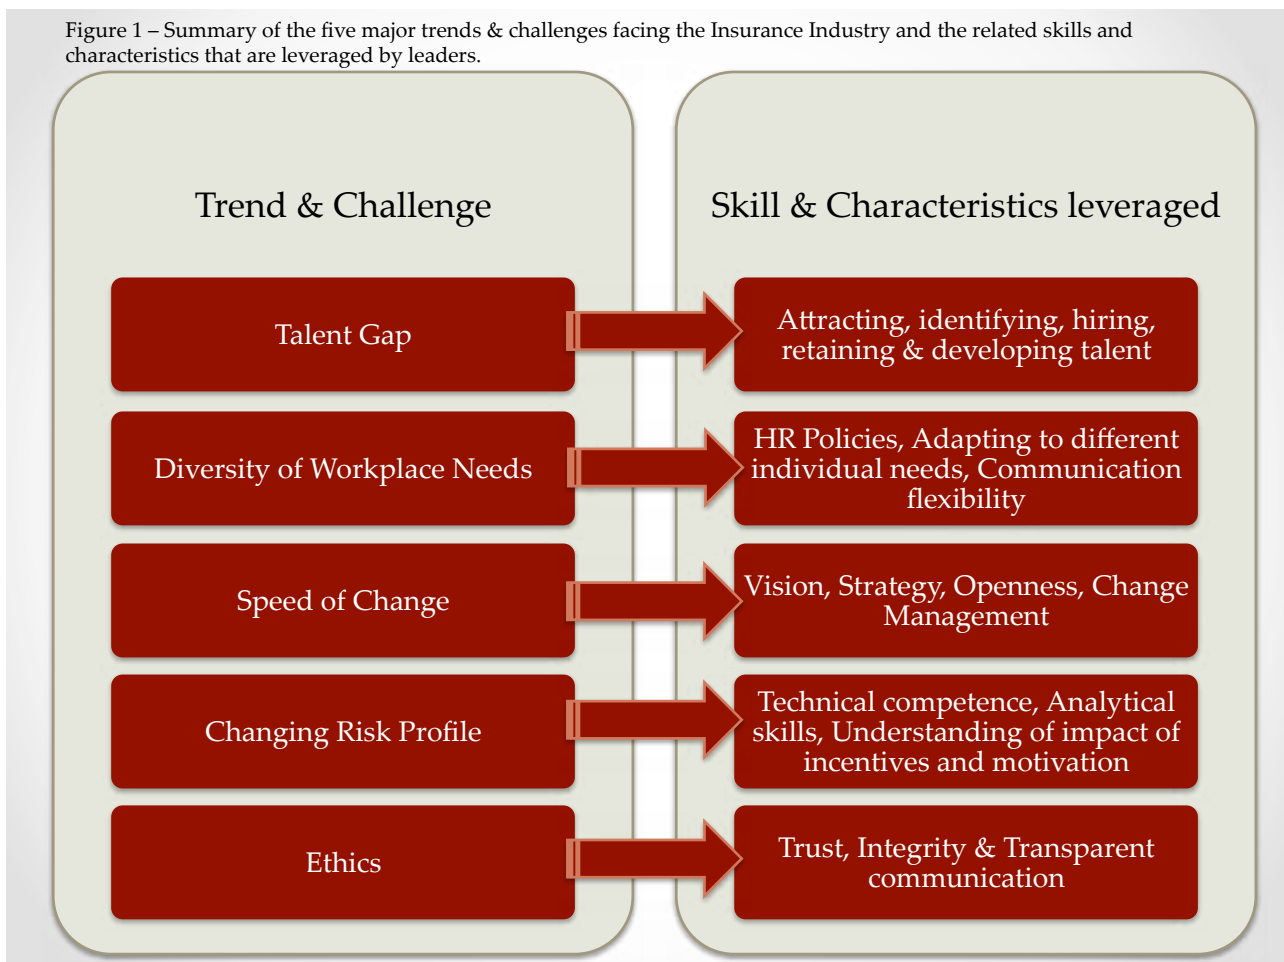 Figure 1 – Summary of the five major trends & challenges facing the Insurance Industry and the related skills and
characteristics that are leveraged by leaders.
Trend & Challenge
Skill & Characteristics leveraged
Talent Gap
Attracting, identifying, hiring,
retaining & developing talent
Diversity of Workplace Needs
HR Policies, Adapting to different
individual needs, Communication
flexibility
Speed of Change
Vision, Strategy, Openness, Change
Management
Changing Risk Profile
Technical competence, Analytical
skills, Understanding of impact of
incentives and motivation
Ethics
Trust, Integrity & Transparent
communication